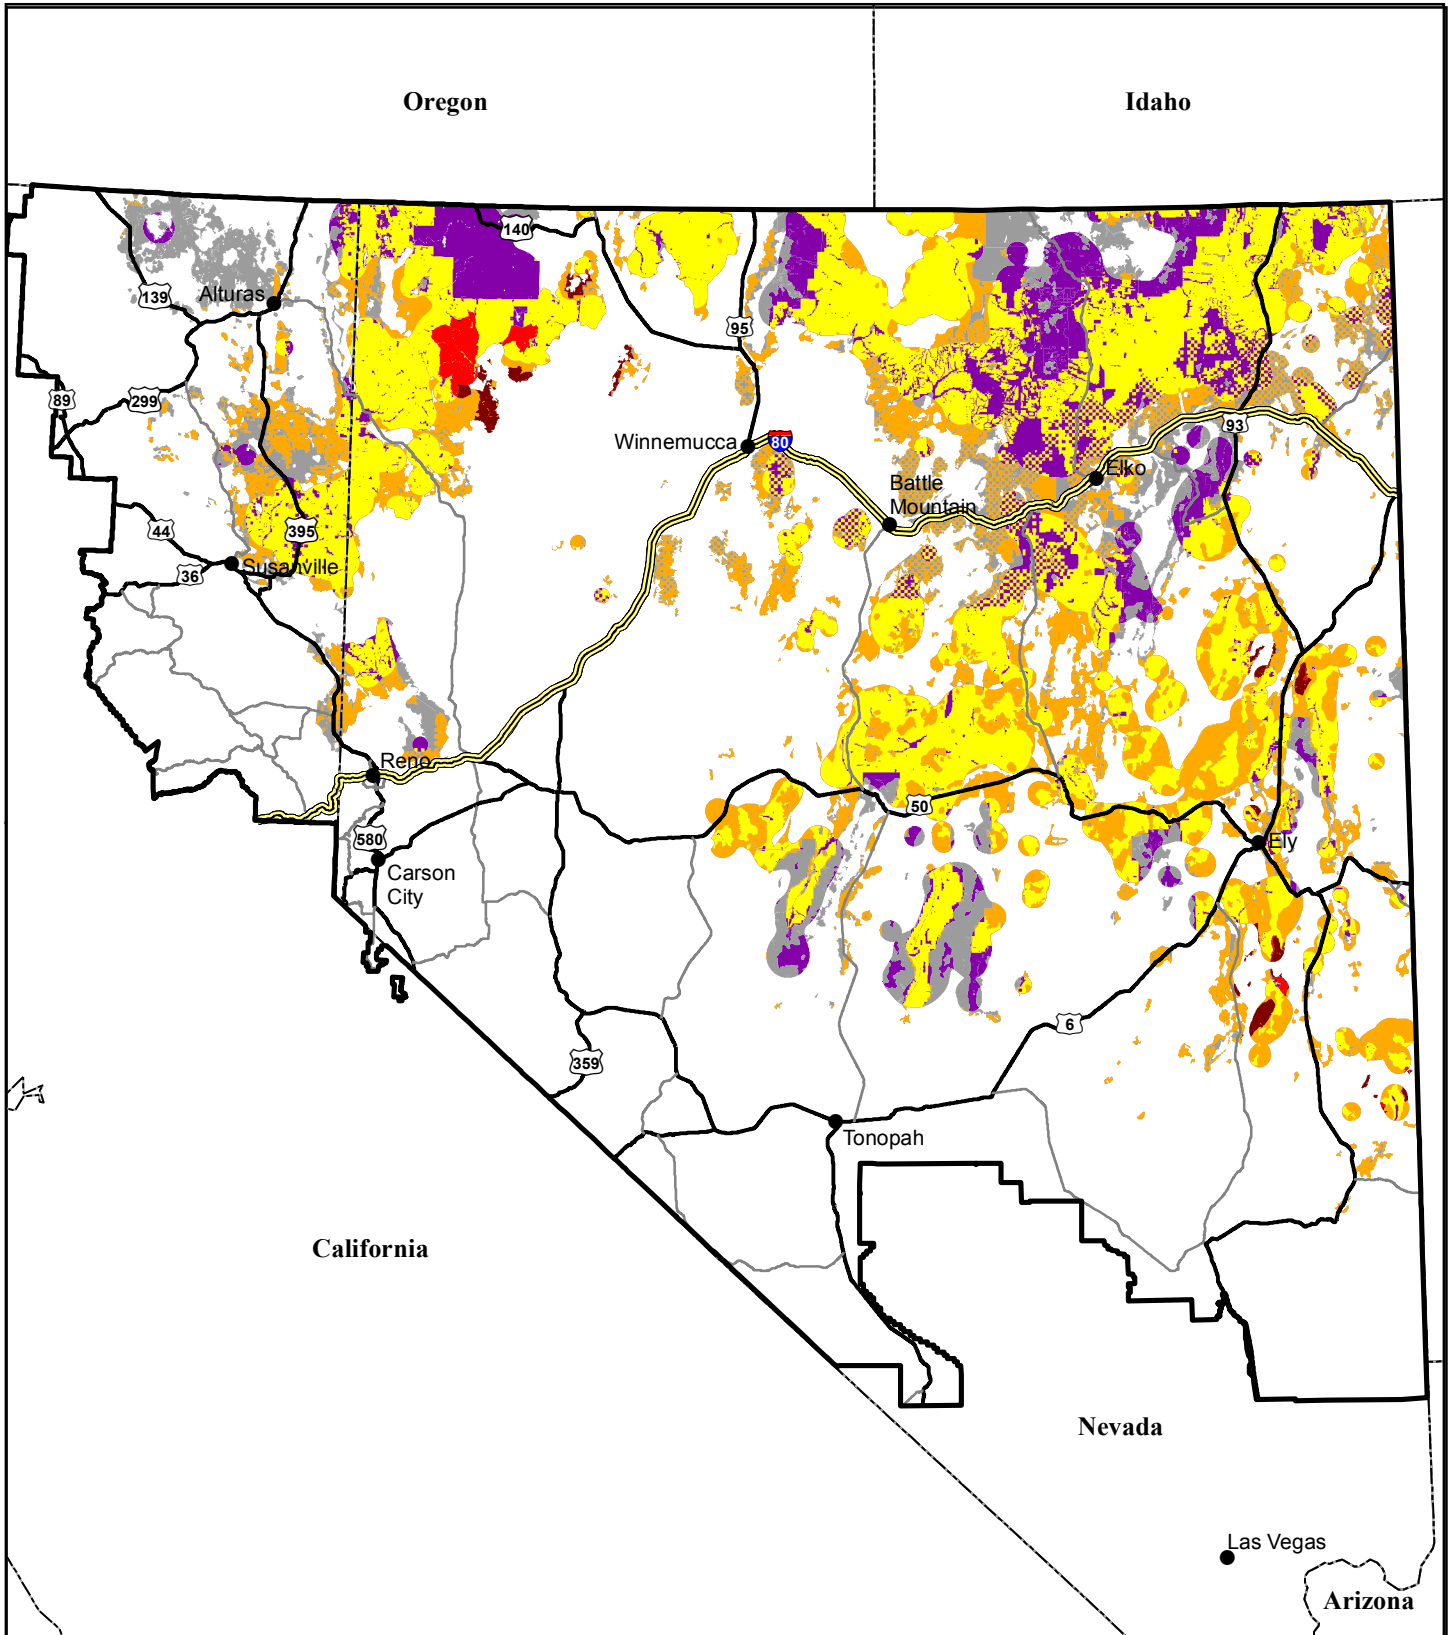 Oregon
Idaho
140
139
Alturas
95
89
299
Winnemucca
80
93
Elko
Battle
Mountain
44
395
36
Susanville
Reno
50
580
Ely
Carson
City
6
359
Tonopah
California
Nevada
Las Vegas
Arizona